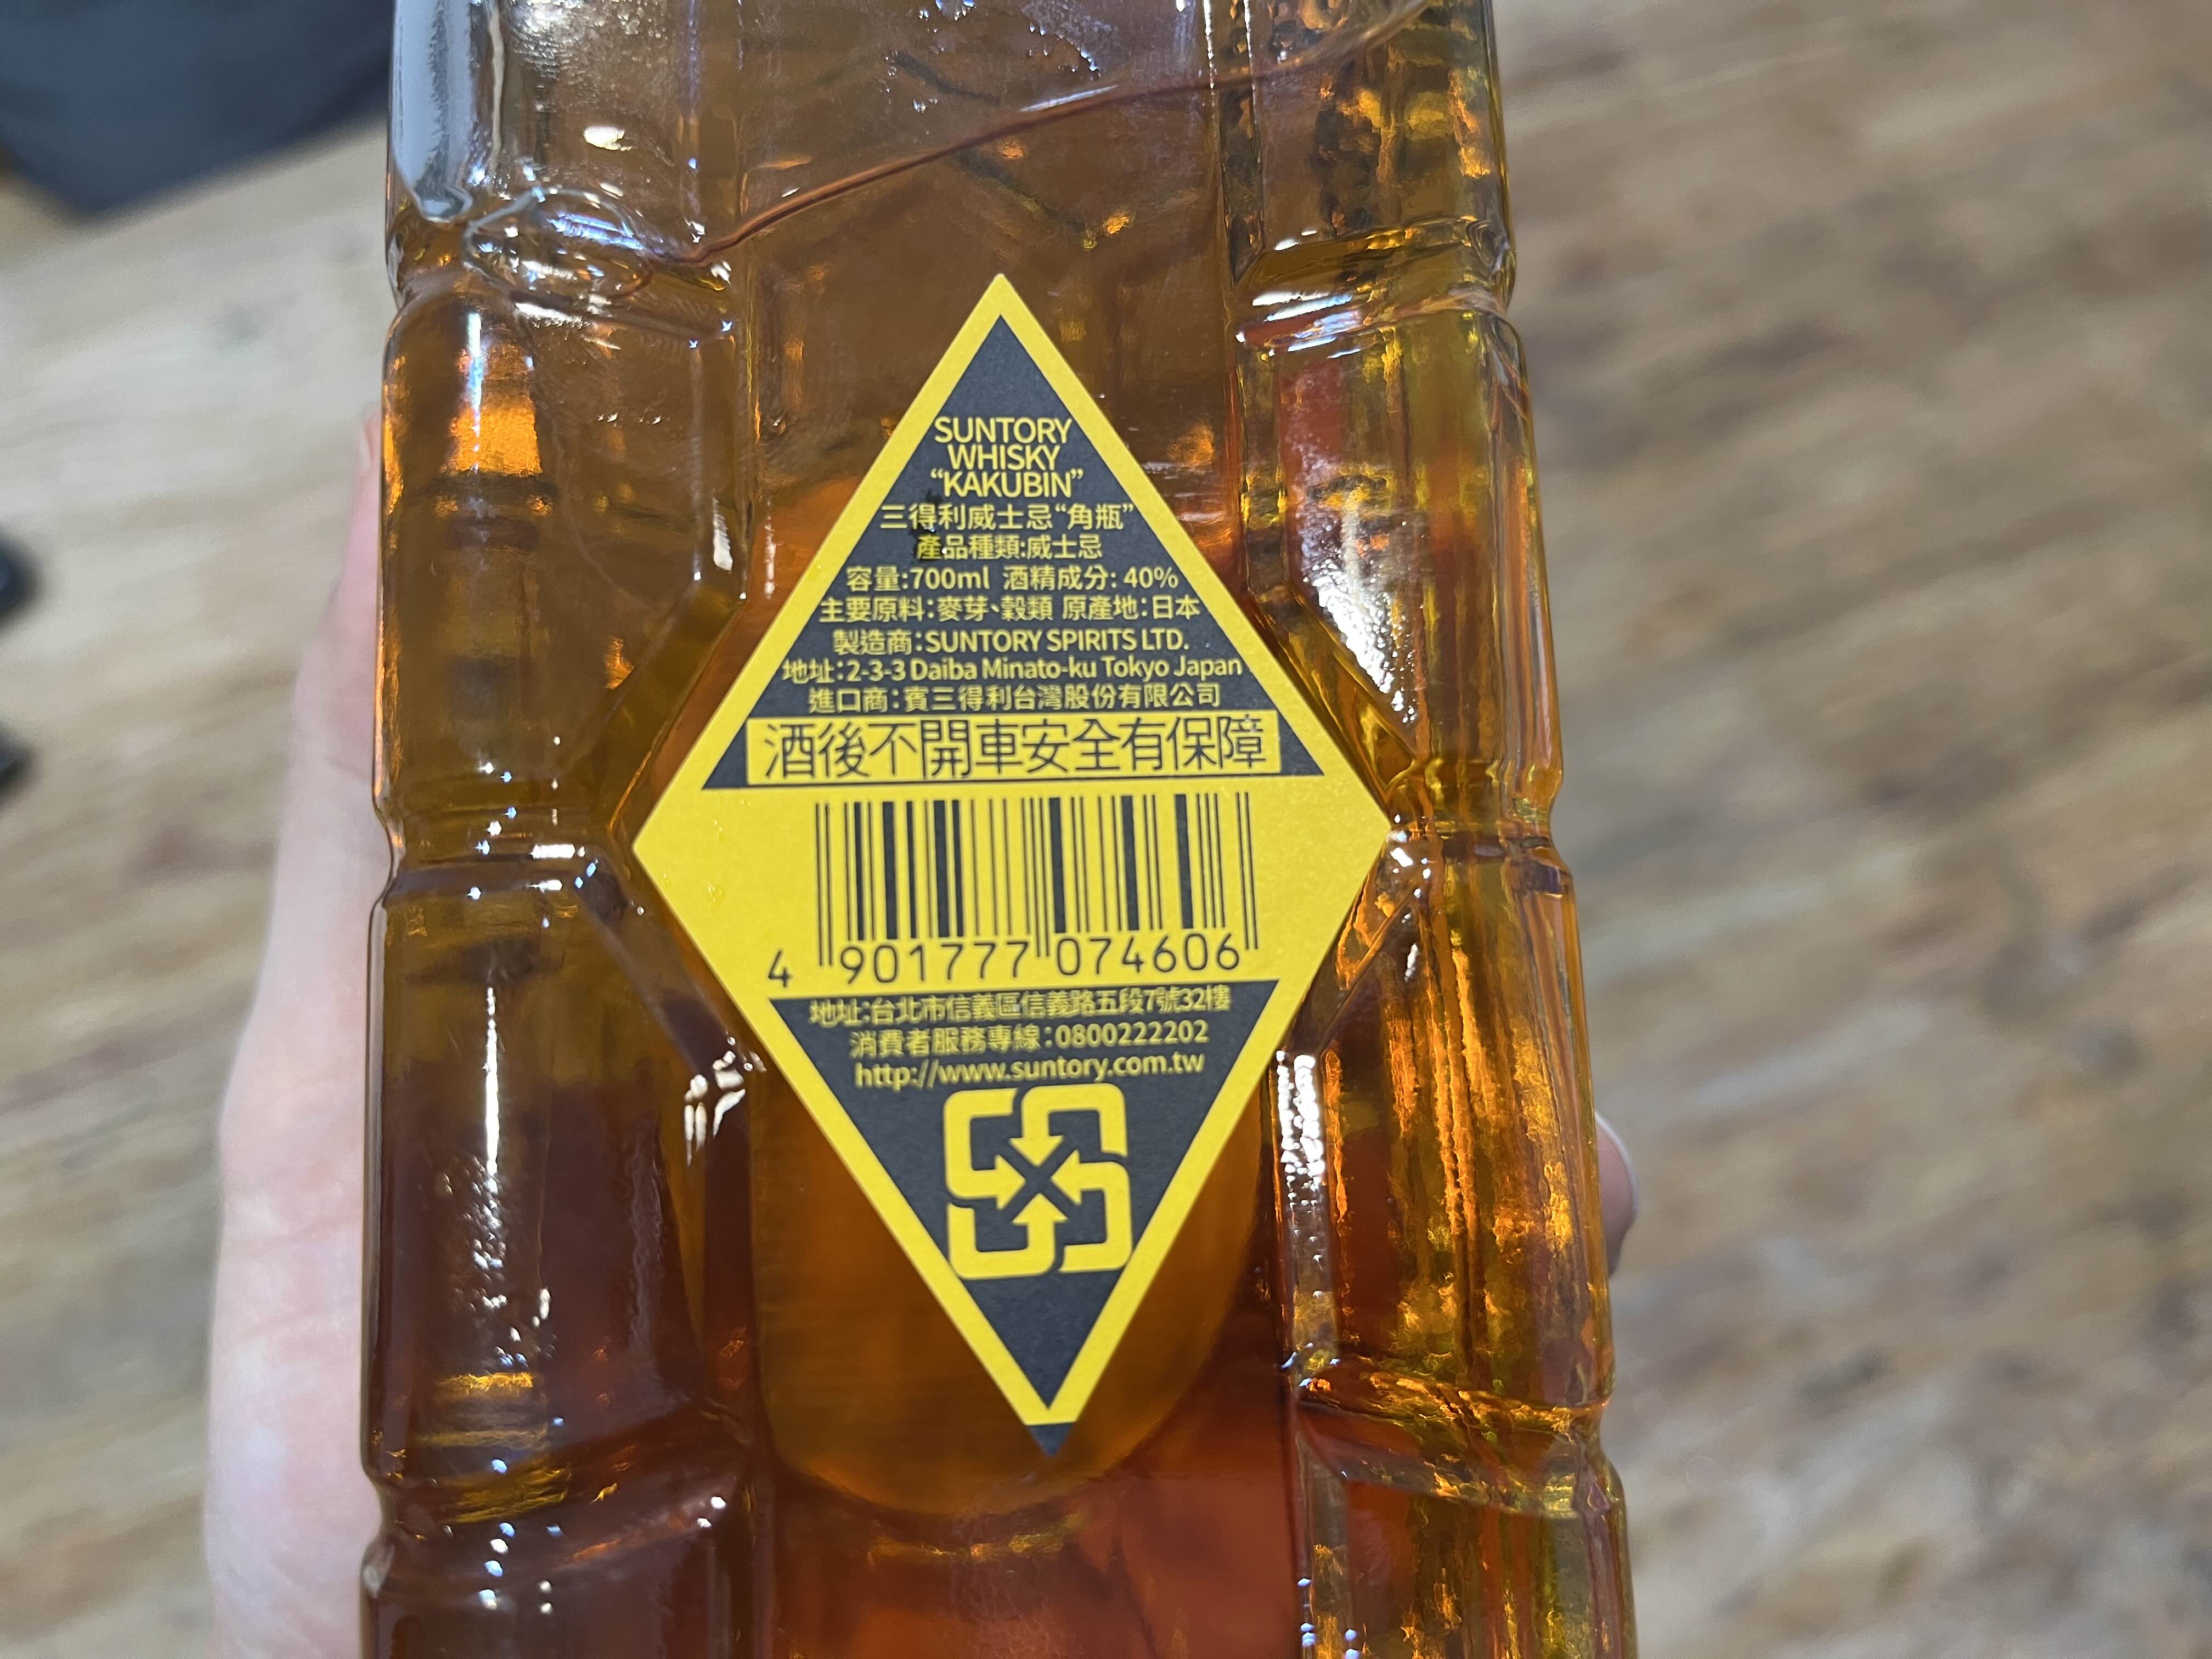 SUNTORY
WHISKY
“KAKUBIN”
三得利威士忌“角瓶”
產品種類:威士忌
容量:700ml 酒精成分: 40%
主要原料:麥芽、穀類 原產地:日本
製造商:SUNTORY SPIRITS LTD.
地址:2-3-3 Daiba Minato-ku Tokyo Japan
進口商:賓三得利台灣股份有限公司
酒後不開車安全有保障
4 901777 074606
地址:台北市信義區信義路五段7號32樓
消費者服務專線:0800222202
http://www.suntory.com.tw